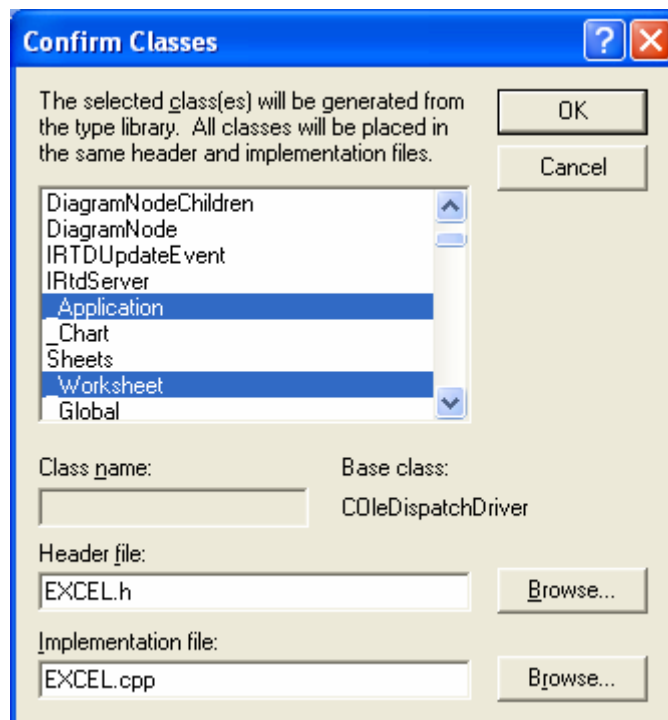 Confirm Classes
The selected class(es) will be generated from
the type library. All classes will be placed in
the same header and implementation files.
OK
Cancel
DiagramNodeChildren
DiagramNode
IRTDUpdateEvent
IRtdServer
_Application
_Chart
Sheets
_Worksheet
_Global
Class name:
Base class:
COleDispatchDriver
Header file:
EXCEL.h
Browse...
Implementation file:
EXCEL.cpp
Browse...